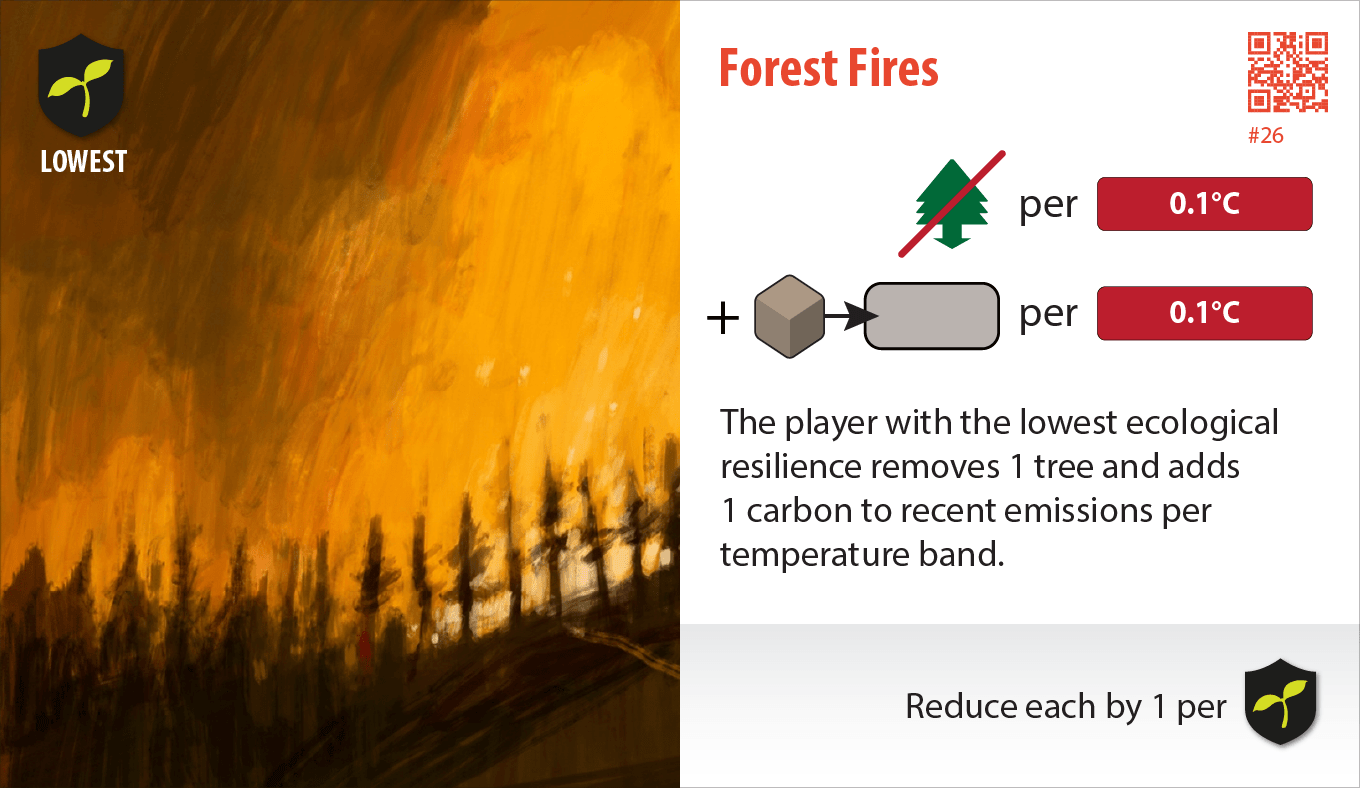 LOWEST
Forest Fires
#26
per 0.1°C
+ per 0.1°C
The player with the lowest ecological
resilience removes 1 tree and adds
1 carbon to recent emissions per
temperature band.
Reduce each by 1 per